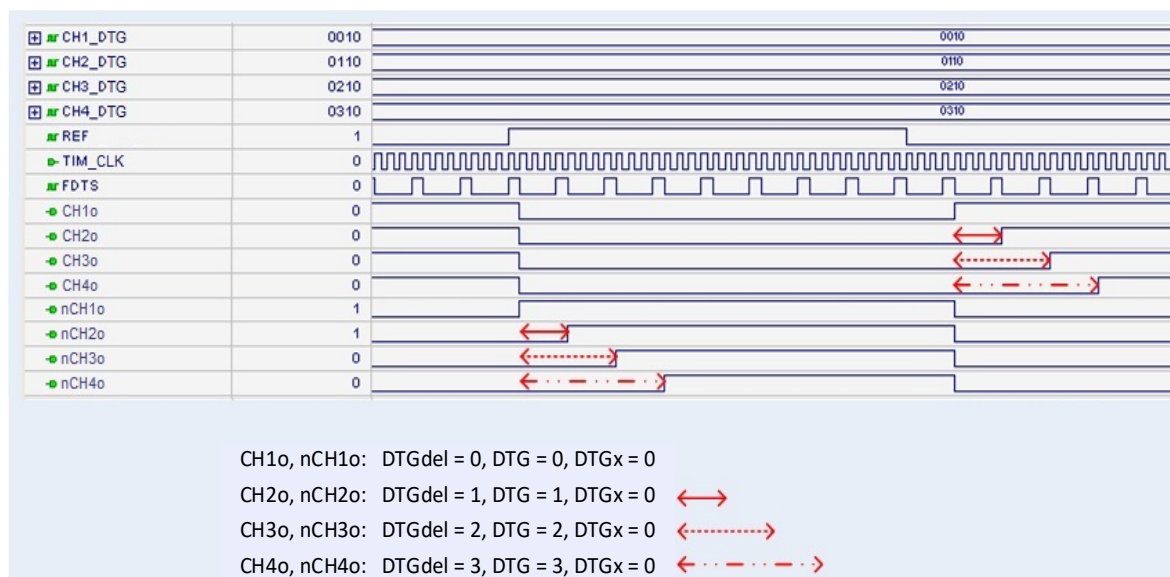 CH1_DTG 0010 0010
CH2_DTG 0110 0110
CH3_DTG 0210 0210
CH4_DTG 0310 0310
REF 1
TIM_CLK 0
FDTS 0
CH1o 0
CH2o 0
CH3o 0
CH4o 0
nCH1o 1
nCH2o 1
nCH3o 0
nCH4o 0
CH1o, nCH1o: DTGdel = 0, DTG = 0, DTGx = 0
CH2o, nCH2o: DTGdel = 1, DTG = 1, DTGx = 0
CH3o, nCH3o: DTGdel = 2, DTG = 2, DTGx = 0
CH4o, nCH4o: DTGdel = 3, DTG = 3, DTGx = 0